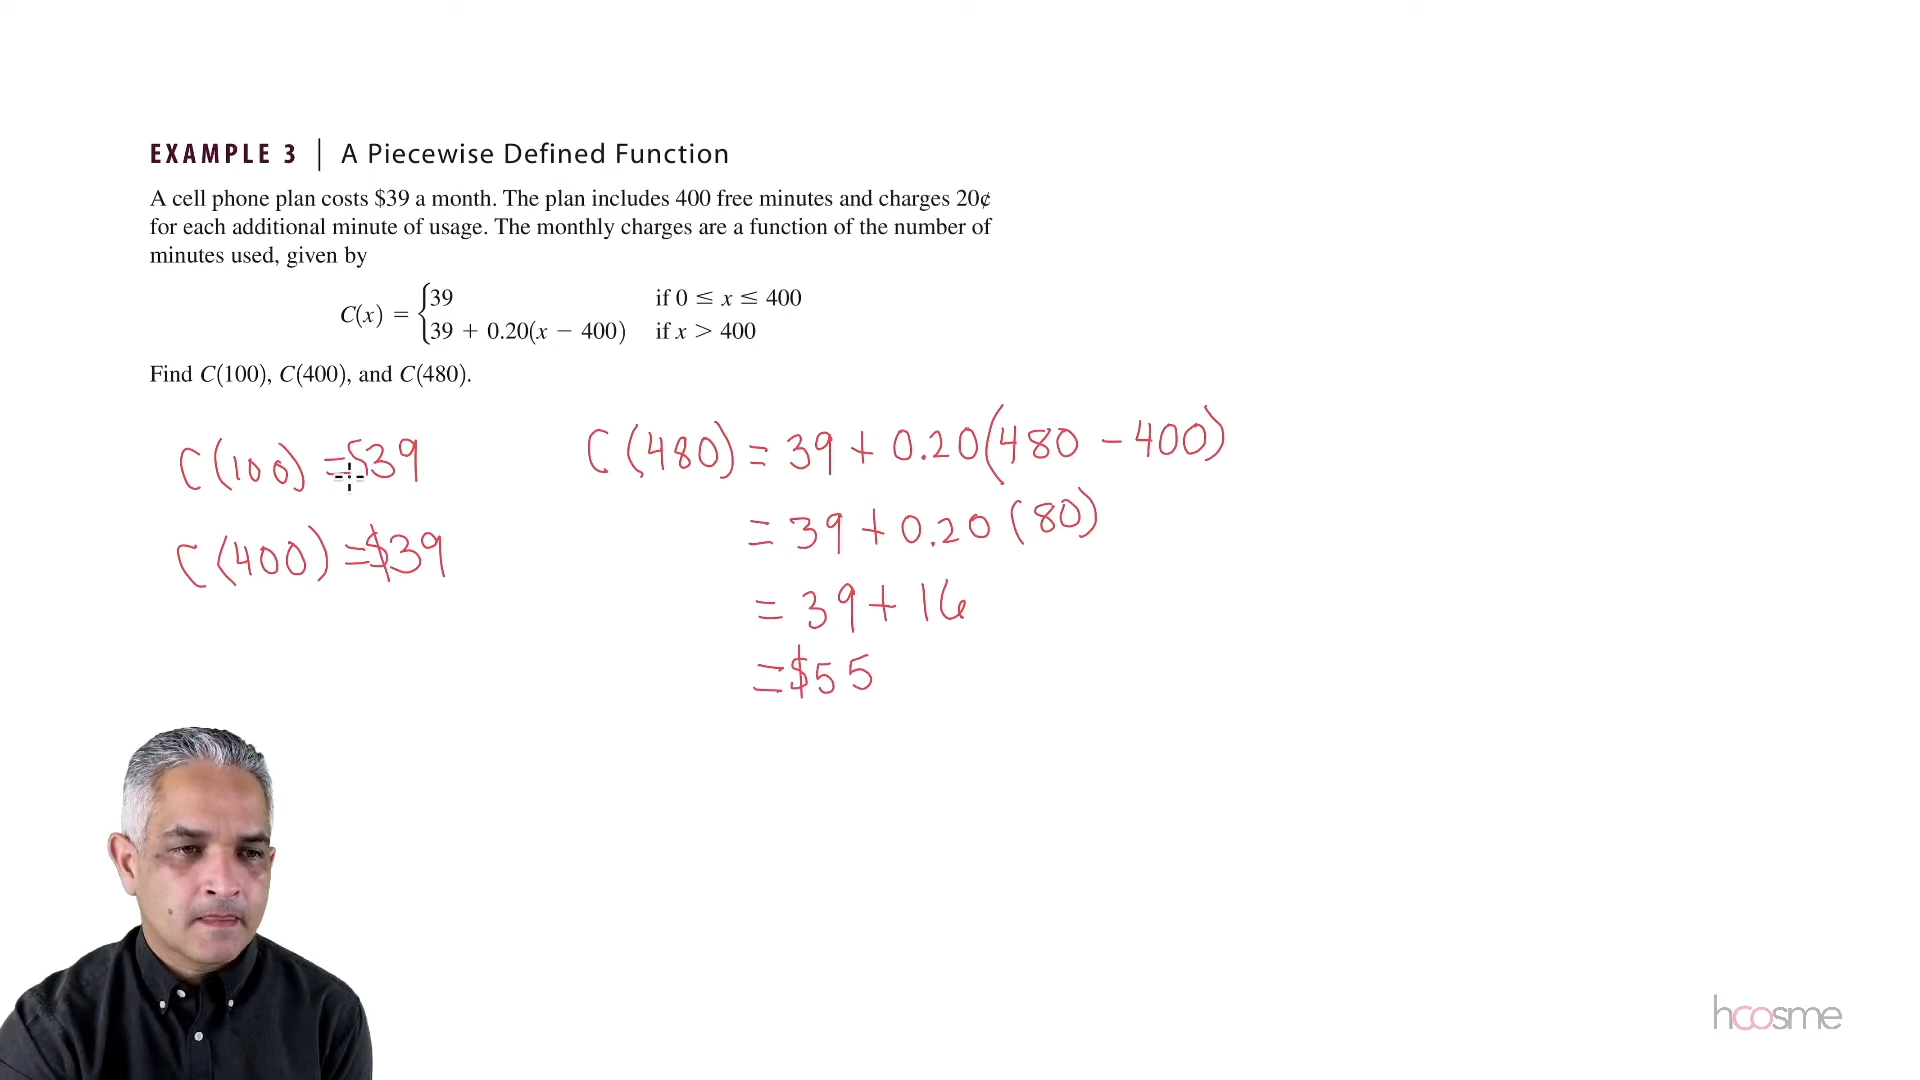 EXAMPLE 3 | A Piecewise Defined Function
A cell phone plan costs $39 a month. The plan includes 400 free minutes and charges 20¢
for each additional minute of usage. The monthly charges are a function of the number of
minutes used, given by
C(x) = {39 if 0 ≤ x ≤ 400
39 + 0.20(x − 400) if x > 400
Find C(100), C(400), and C(480).
C(100) = $39
C(400) = $39
C(480) = 39 + 0.20(480 − 400)
= 39 + 0.20(80)
= 39 + 16
= $55
hcosme